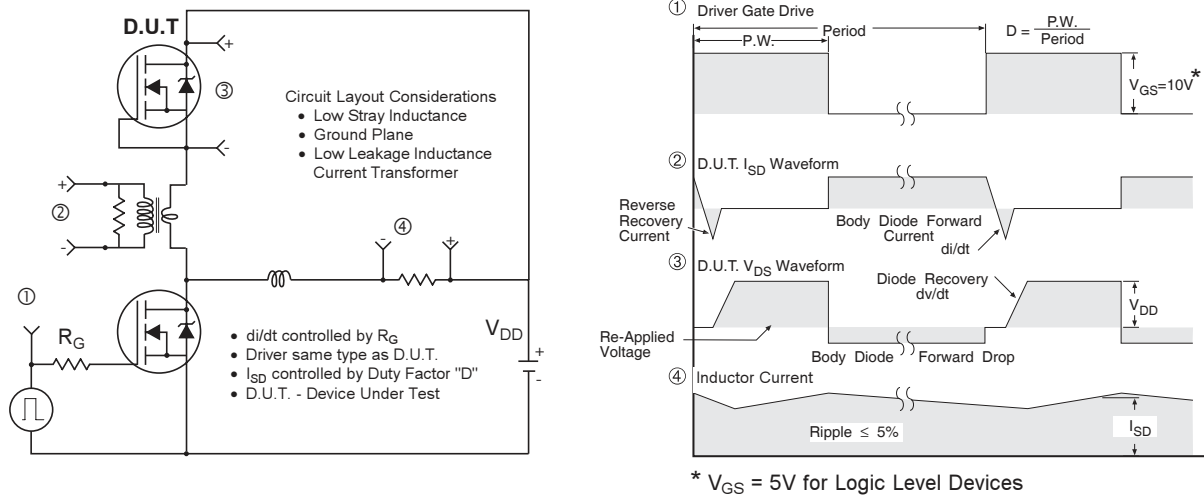 D.U.T
+
③
-
Circuit Layout Considerations
• Low Stray Inductance
• Ground Plane
• Low Leakage Inductance
Current Transformer
+
②
-
④
-
+
①
R_G
V_DD
+
-
• di/dt controlled by R_G
• Driver same type as D.U.T.
• I_SD controlled by Duty Factor "D"
• D.U.T. - Device Under Test
① Driver Gate Drive
P.W.
Period
D = P.W.
Period
V_GS=10V *
② D.U.T. I_SD Waveform
Reverse
Recovery
Current
Body Diode Forward
Current
di/dt
③ D.U.T. V_DS Waveform
Diode Recovery
dv/dt
V_DD
Re-Applied
Voltage
Body Diode Forward Drop
④ Inductor Current
Ripple ≤ 5%
I_SD
* V_GS = 5V for Logic Level Devices